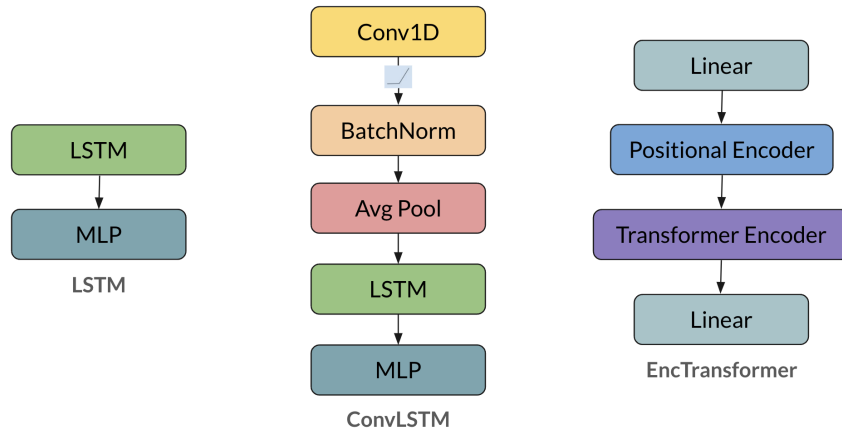 LSTM
MLP
LSTM
Conv1D
BatchNorm
Avg Pool
LSTM
MLP
ConvLSTM
Linear
Positional Encoder
Transformer Encoder
Linear
EncTransformer